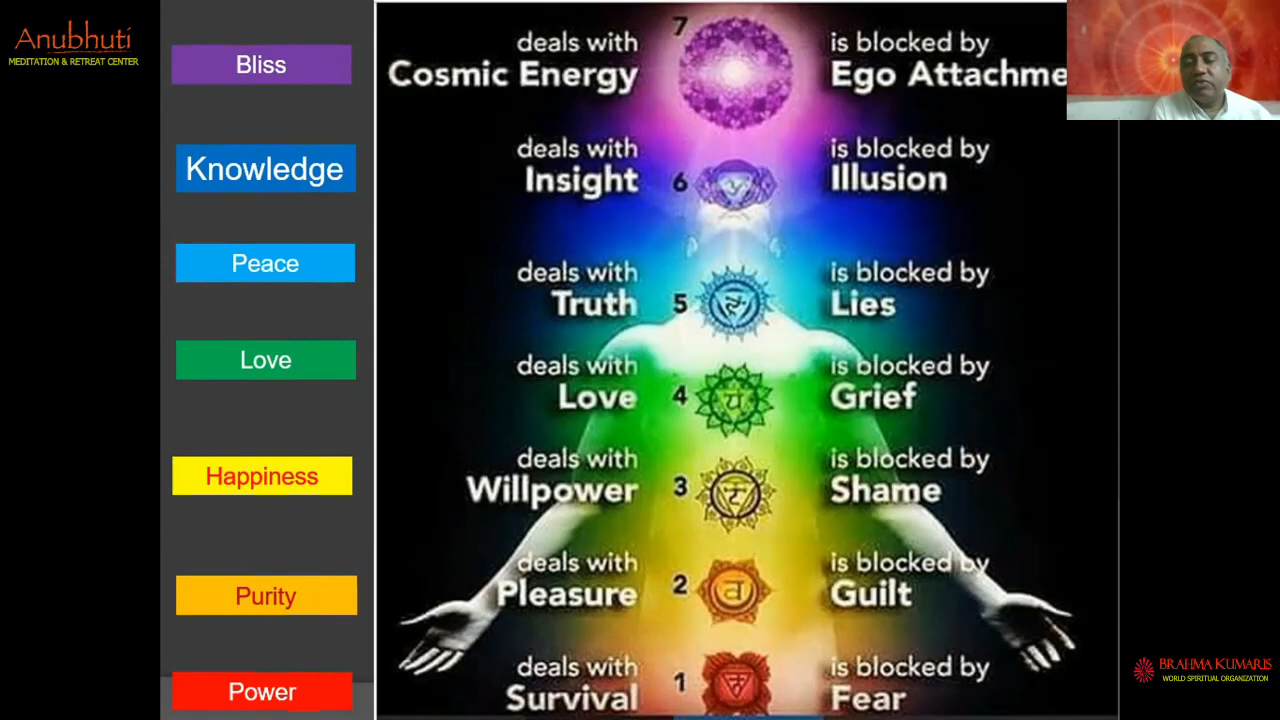 Anubhuti
MEDITATION & RETREAT CENTER
Bliss
Knowledge
Peace
Love
Happiness
Purity
Power
7
deals with
Cosmic Energy
is blocked by
Ego Attachme
6
deals with
Insight
is blocked by
Illusion
5
deals with
Truth
is blocked by
Lies
4
deals with
Love
यं
is blocked by
Grief
3
deals with
Willpower
रं
is blocked by
Shame
2
deals with
Pleasure
वं
is blocked by
Guilt
1
deals with
Survival
is blocked by
Fear
BRAHMA KUMARIS
WORLD SPIRITUAL ORGANIZATION